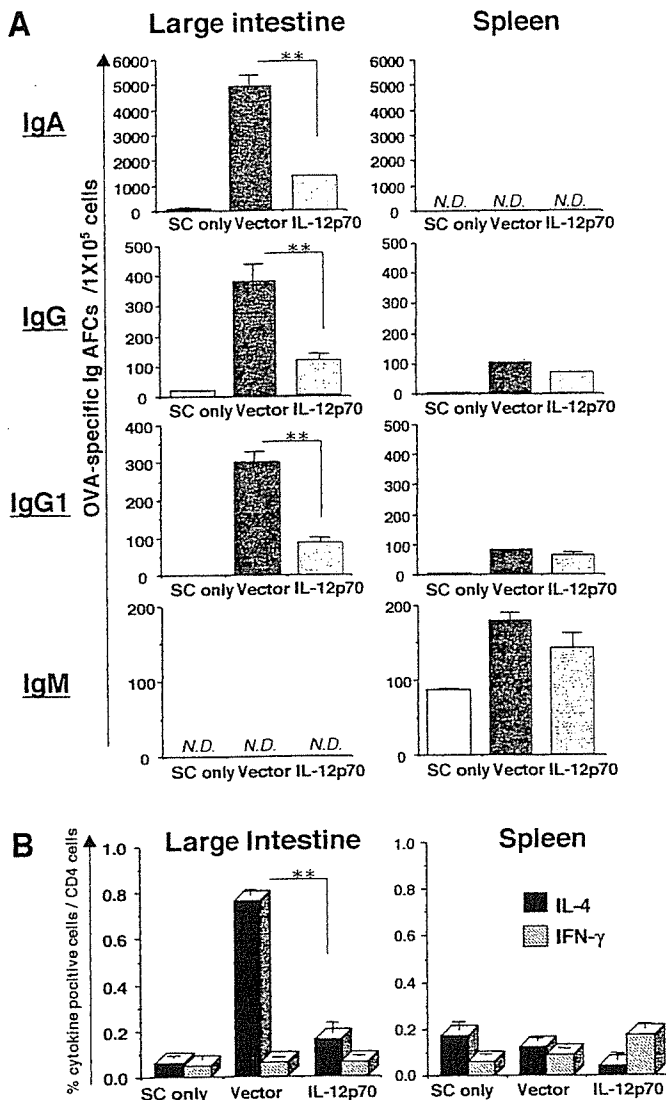 A
Large intestine
Spleen
OVA-specific Ig AFCs /1X10⁵ cells
IgA
6000
5000
4000
3000
2000
1000
0
**
SC only Vector IL-12p70
6000
5000
4000
3000
2000
1000
0
N.D. N.D. N.D.
SC only Vector IL-12p70
IgG
500
400
300
200
100
0
**
SC only Vector IL-12p70
500
400
300
200
100
0
SC only Vector IL-12p70
IgG1
400
300
200
100
0
**
SC only Vector IL-12p70
500
400
300
200
100
0
SC only Vector IL-12p70
IgM
200
100
0
N.D. N.D. N.D.
SC only Vector IL-12p70
200
100
0
SC only Vector IL-12p70
B
Large Intestine
Spleen
% cytokine pocitive cells / CD4 cells
1.0
0.8
0.6
0.4
0.2
0.0
**
SC only Vector IL-12p70
1.0
0.8
0.6
0.4
0.2
0.0
IL-4
IFN-γ
SC only Vector IL-12p70